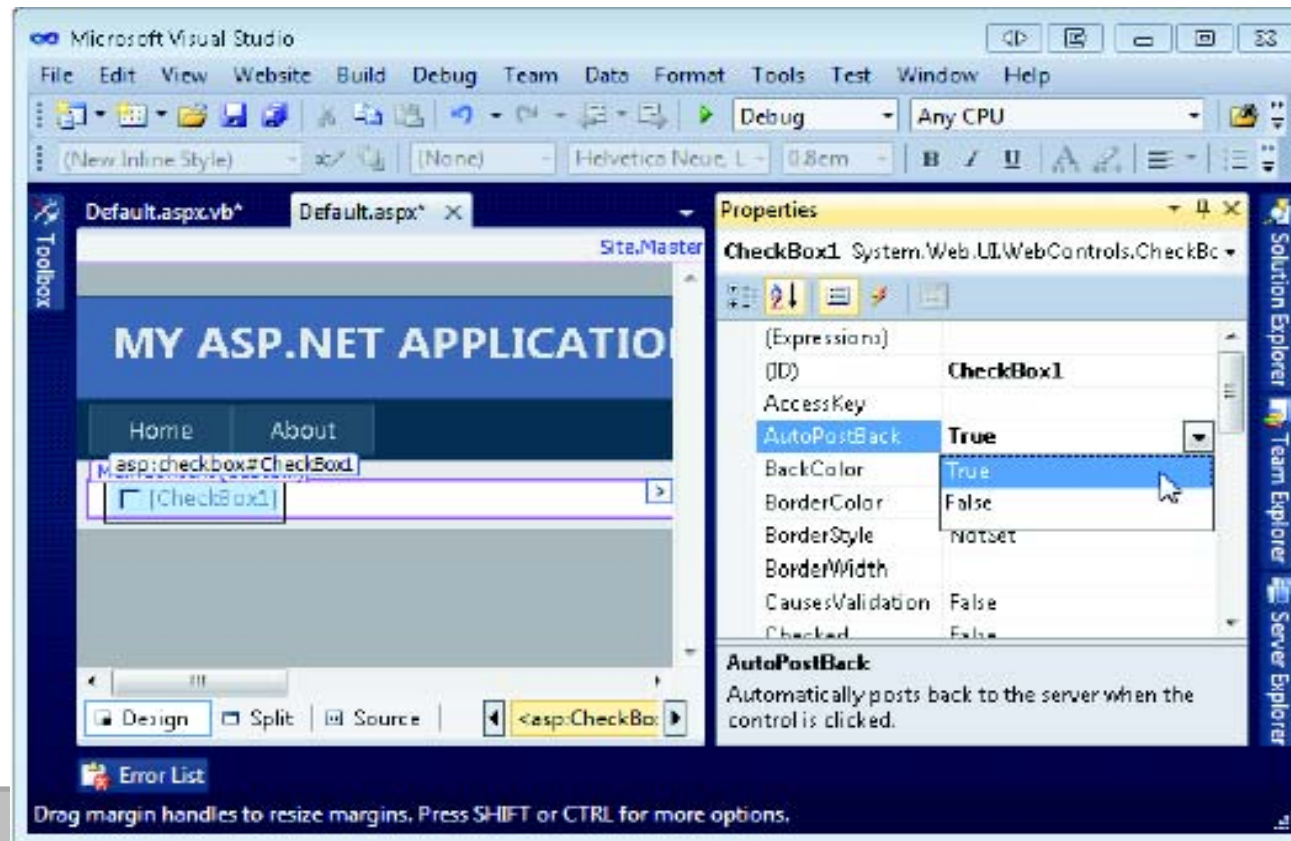 Microsoft Visual Studio
File Edit View Website Build Debug Team Data Format Tools Test Window Help
Debug Any CPU
(New Inline Style) (None) Helvetica Neue, L 0.8em B I U A
Toolbox
Default.aspx.vb* Default.aspx* ×
Site.Master
MY ASP.NET APPLICATIO
Home About
asp:checkbox#CheckBox1
[CheckBox1]
Design Split Source <asp:CheckBo
Properties
CheckBox1 System.Web.UI.WebControls.CheckBo
(Expressions)
(ID) CheckBox1
AccessKey
AutoPostBack True
BackColor True
BorderColor False
BorderStyle NotSet
BorderWidth
CausesValidation False
Checked False
AutoPostBack
Automatically posts back to the server when the
control is clicked.
Solution Explorer
Team Explorer
Server Explorer
Error List
Drag margin handles to resize margins. Press SHIFT or CTRL for more options.